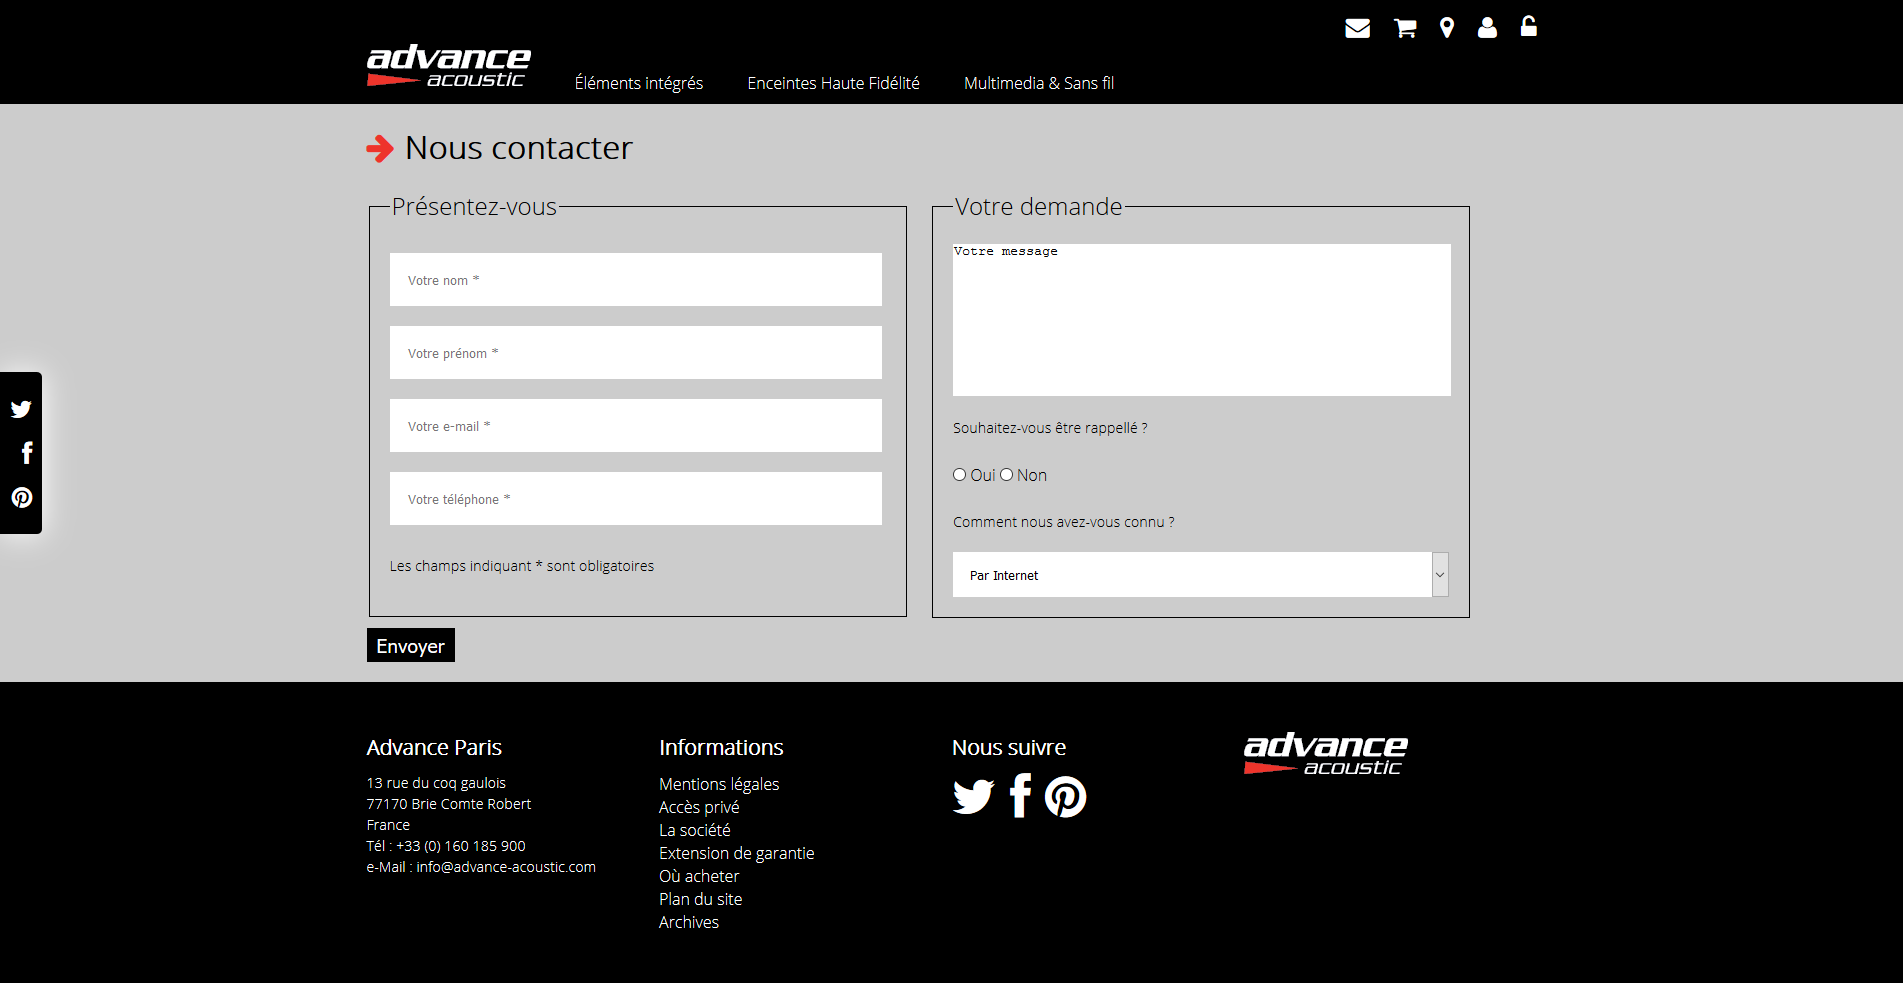 advance
acoustic
Éléments intégrés
Enceintes Haute Fidélité
Multimedia & Sans fil
Nous contacter
Présentez-vous
Votre nom *
Votre prénom *
Votre e-mail *
Votre téléphone *
Les champs indiquant * sont obligatoires
Votre demande
Votre message
Souhaitez-vous être rappellé ?
Oui Non
Comment nous avez-vous connu ?
Par Internet
Envoyer
Advance Paris
13 rue du coq gaulois
77170 Brie Comte Robert
France
Tél : +33 (0) 160 185 900
e-Mail : info@advance-acoustic.com
Informations
Mentions légales
Accès privé
La société
Extension de garantie
Où acheter
Plan du site
Archives
Nous suivre
advance
acoustic